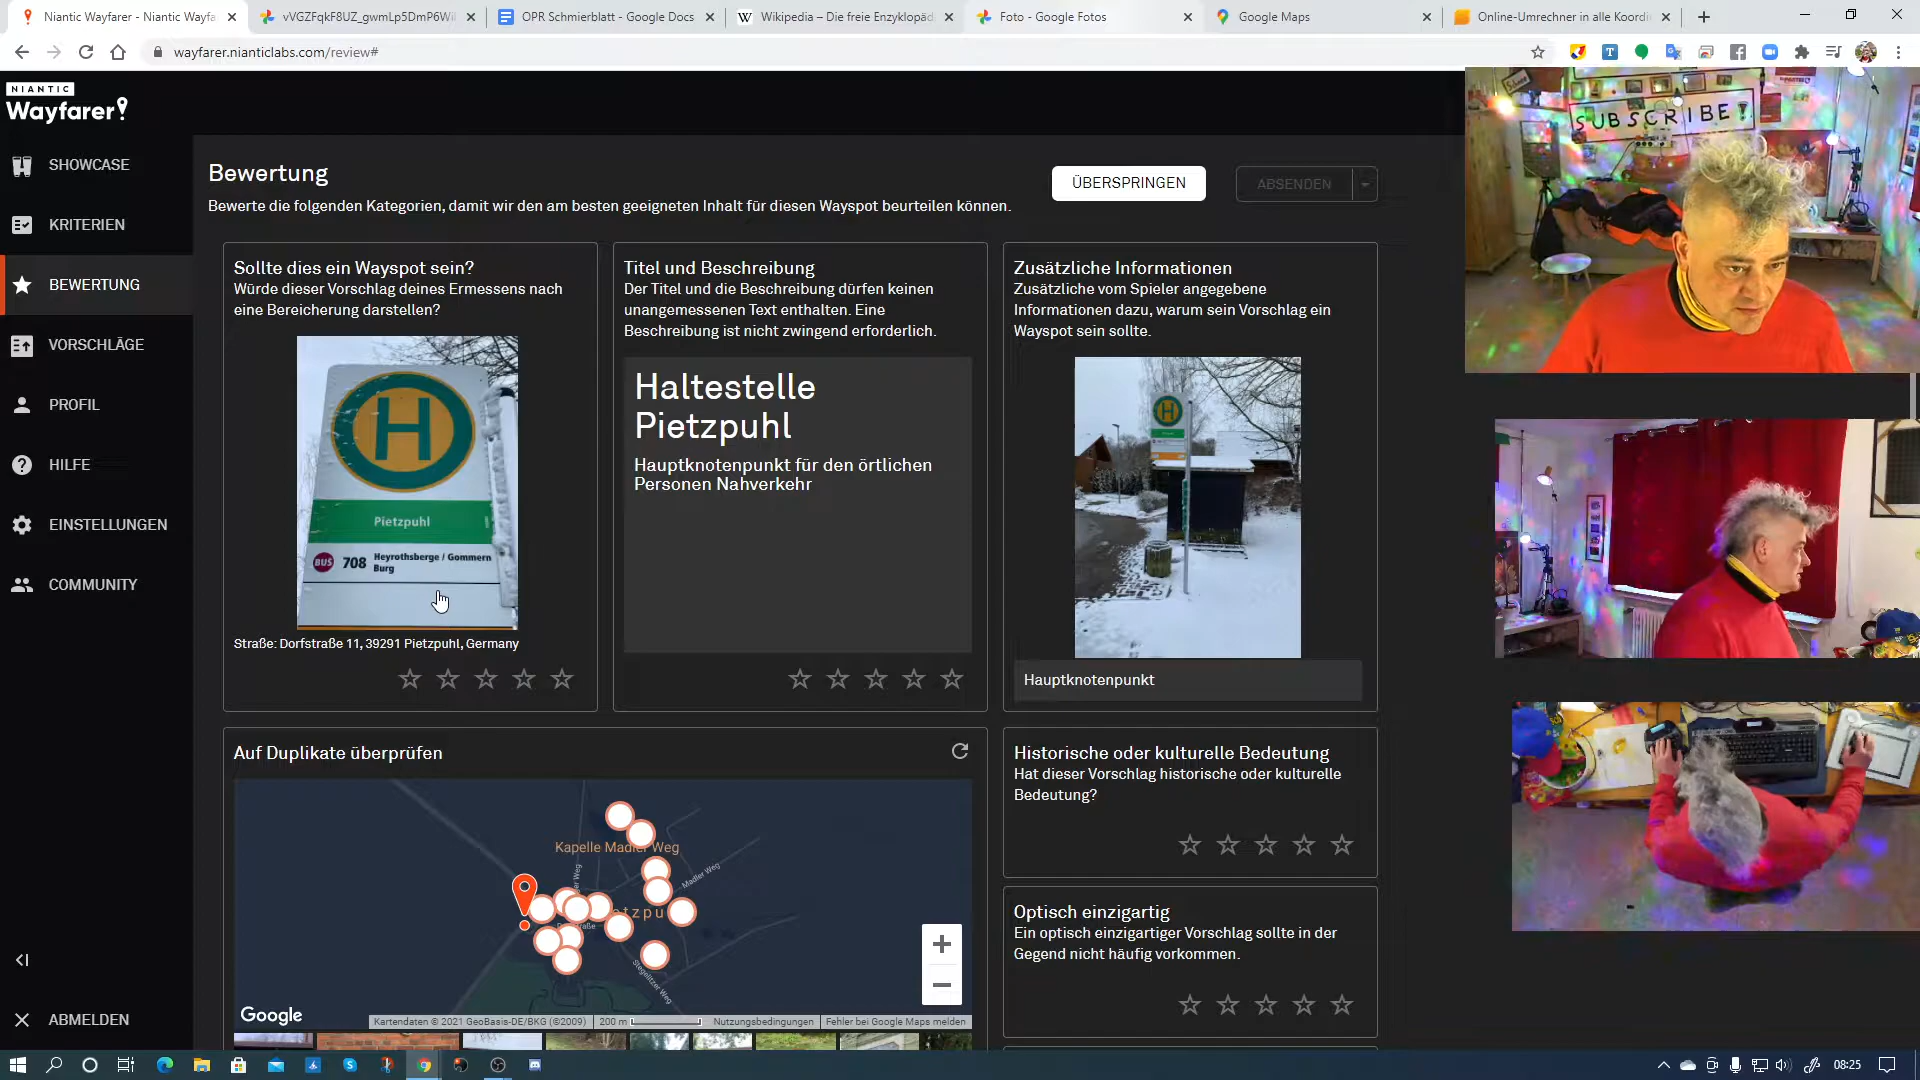 Niantic Wayfarer - Niantic Wayfa
vVGZFqkF8UZ_gwmLp5DmP6Wi
OPR Schmierblatt - Google Docs
Wikipedia – Die freie Enzyklopäd
Foto - Google Fotos
Google Maps
Online-Umrechner in alle Koordi
wayfarer.nianticlabs.com/review#
NIANTIC
Wayfarer
SHOWCASE
KRITERIEN
BEWERTUNG
VORSCHLÄGE
PROFIL
HILFE
EINSTELLUNGEN
COMMUNITY
ABMELDEN
Bewertung
Bewerte die folgenden Kategorien, damit wir den am besten geeigneten Inhalt für diesen Wayspot beurteilen können.
ÜBERSPRINGEN
ABSENDEN
Sollte dies ein Wayspot sein?
Würde dieser Vorschlag deines Ermessens nach
eine Bereicherung darstellen?
H
Pietzpuhl
BUS 708 Heyrothsberge / Gommern
Burg
Straße: Dorfstraße 11, 39291 Pietzpuhl, Germany
Titel und Beschreibung
Der Titel und die Beschreibung dürfen keinen
unangemessenen Text enthalten. Eine
Beschreibung ist nicht zwingend erforderlich.
Haltestelle
Pietzpuhl
Hauptknotenpunkt für den örtlichen
Personen Nahverkehr
Zusätzliche Informationen
Zusätzliche vom Spieler angegebene
Informationen dazu, warum sein Vorschlag ein
Wayspot sein sollte.
H
Hauptknotenpunkt
Auf Duplikate überprüfen
Kapelle Madler Weg
Madler Weg
Stegelitzer Weg
Google
Kartendaten © 2021 GeoBasis-DE/BKG (©2009)
200 m
Nutzungsbedingungen
Fehler bei Google Maps melden
Historische oder kulturelle Bedeutung
Hat dieser Vorschlag historische oder kulturelle
Bedeutung?
Optisch einzigartig
Ein optisch einzigartiger Vorschlag sollte in der
Gegend nicht häufig vorkommen.
SUBSCRIBE!
08:25